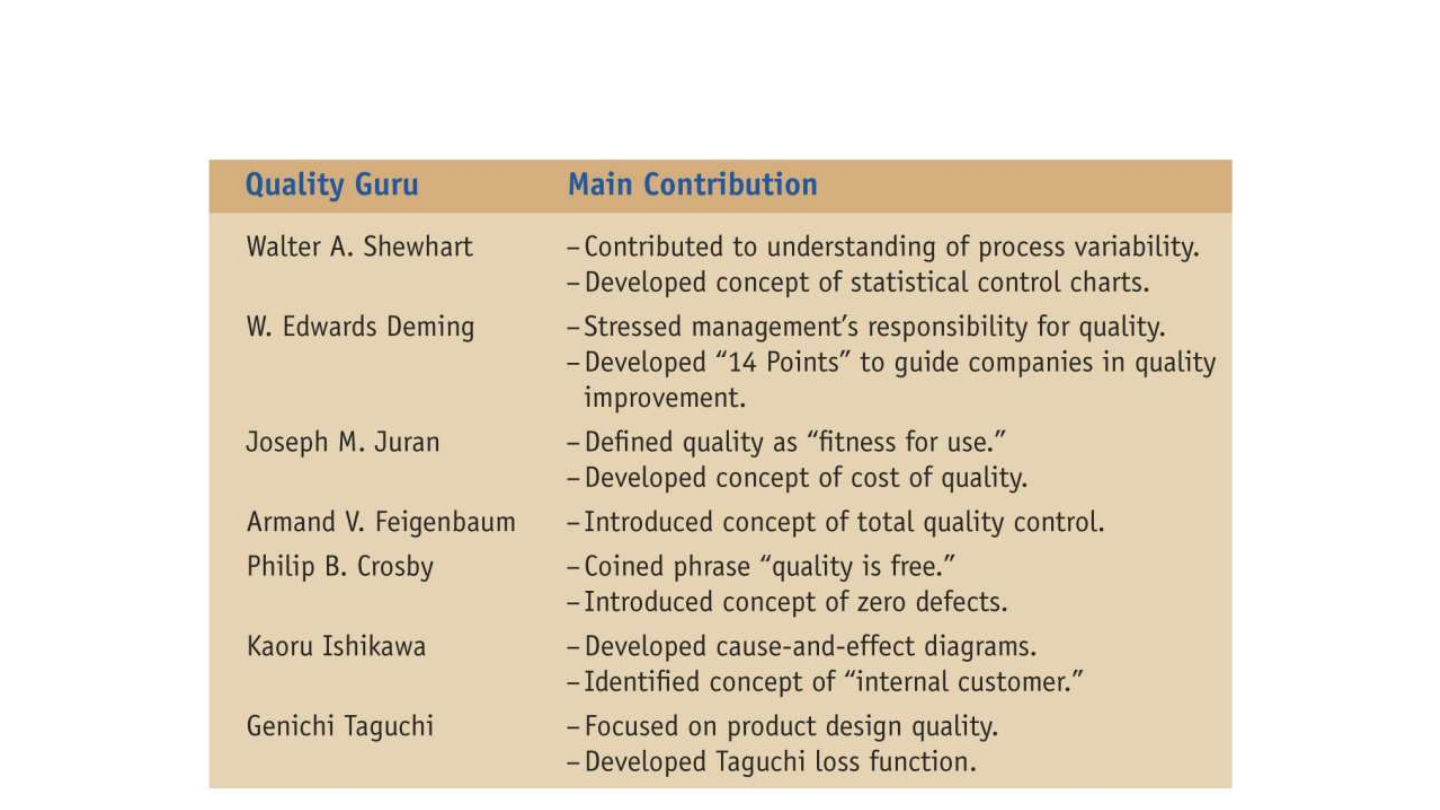 Quality Guru Main Contribution
Walter A. Shewhart –Contributed to understanding of process variability.
–Developed concept of statistical control charts.
W. Edwards Deming –Stressed management’s responsibility for quality.
–Developed “14 Points” to guide companies in quality
improvement.
Joseph M. Juran –Defined quality as “fitness for use.”
–Developed concept of cost of quality.
Armand V. Feigenbaum –Introduced concept of total quality control.
Philip B. Crosby –Coined phrase “quality is free.”
–Introduced concept of zero defects.
Kaoru Ishikawa –Developed cause-and-effect diagrams.
–Identified concept of “internal customer.”
Genichi Taguchi –Focused on product design quality.
–Developed Taguchi loss function.